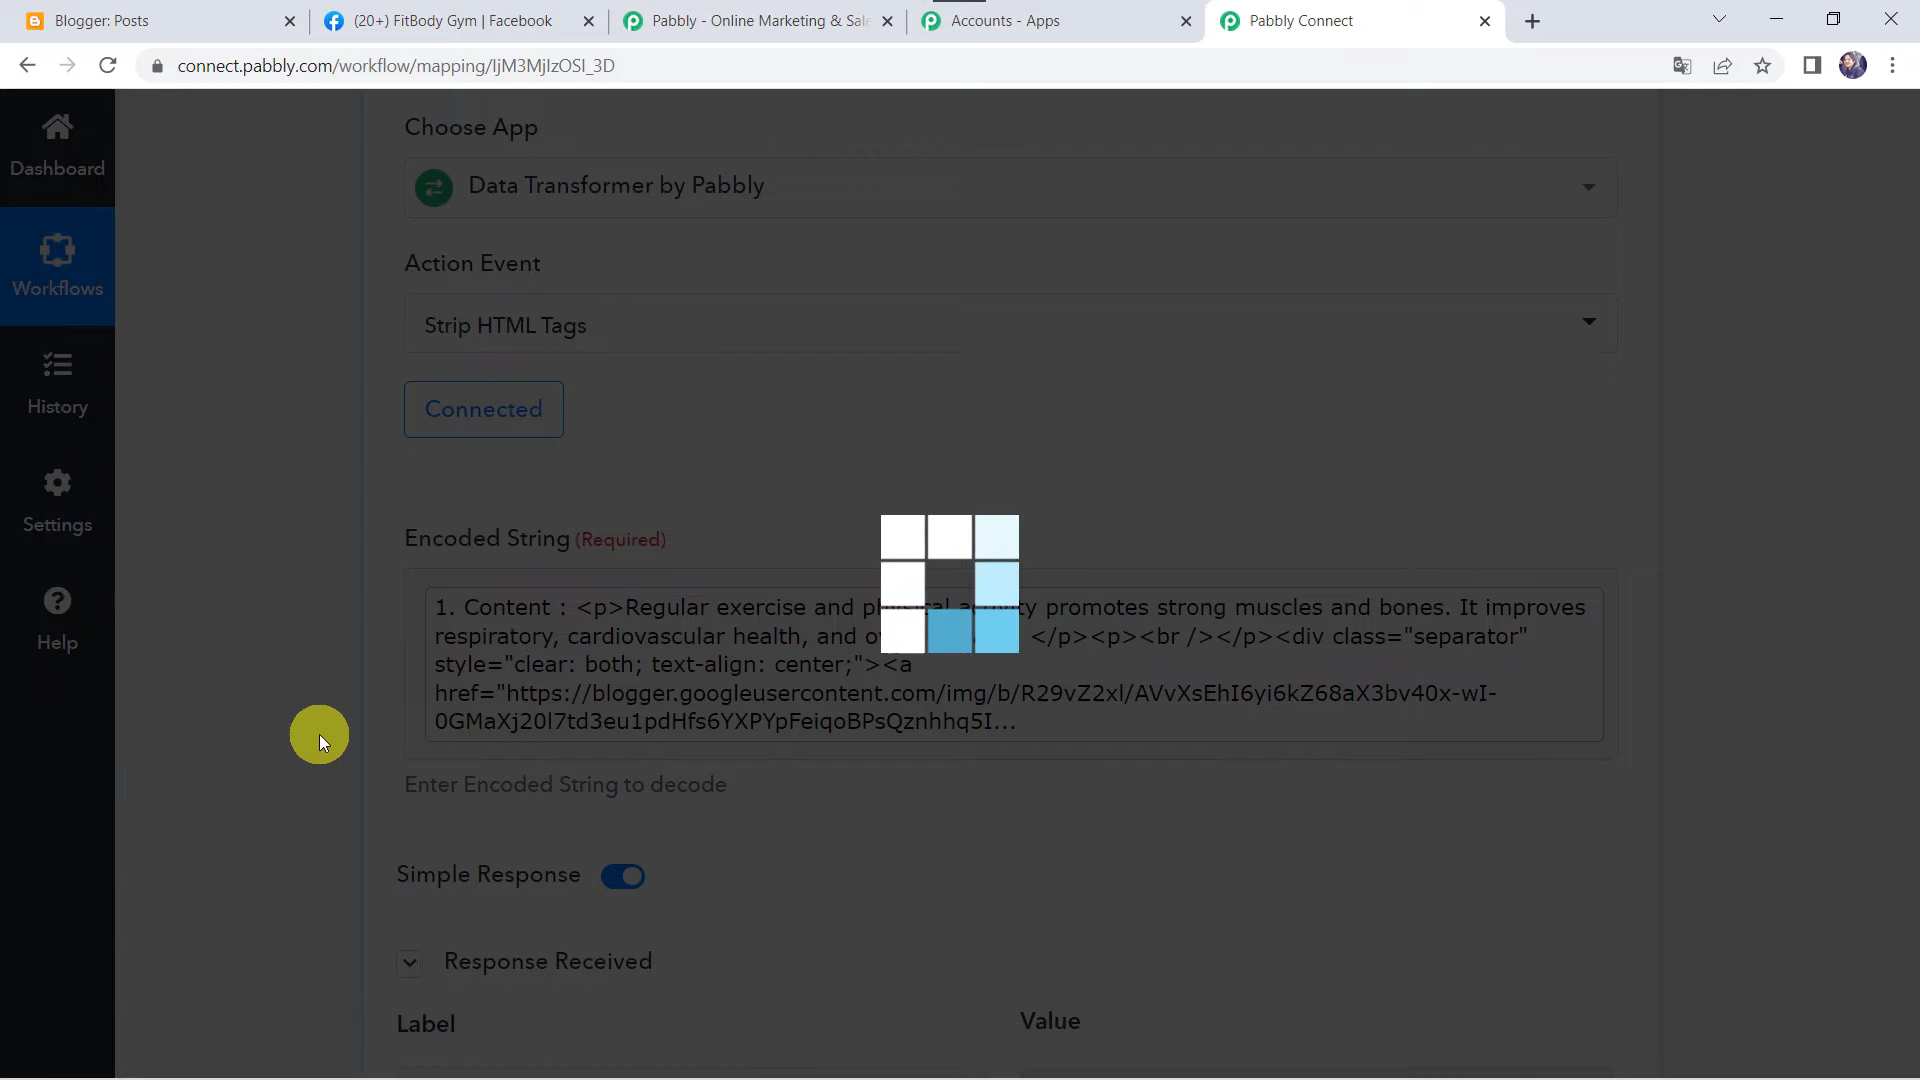 Blogger: Posts
(20+) FitBody Gym | Facebook
Pabbly - Online Marketing & Sale
Accounts - Apps
Pabbly Connect
connect.pabbly.com/workflow/mapping/IjM3MjIzOSI_3D
Dashboard
Workflows
History
Settings
Help
Choose App
Data Transformer by Pabbly
Action Event
Strip HTML Tags
Connected
Encoded String (Required)
1. Content : <p>Regular exercise and physical activity promotes strong muscles and bones. It improves
respiratory, cardiovascular health, and </p><p><br /></p><div class="separator"
style="clear: both; text-align: center;"><a
href="https://blogger.googleusercontent.com/img/b/R29vZ2xl/AVvXsEhI6yi6kZ68aX3bv40x-wI-
0GMaXj20l7td3eu1pdHfs6YXPYpFeiqoBPsQznhhq5I...
Enter Encoded String to decode
Simple Response
Response Received
Label
Value